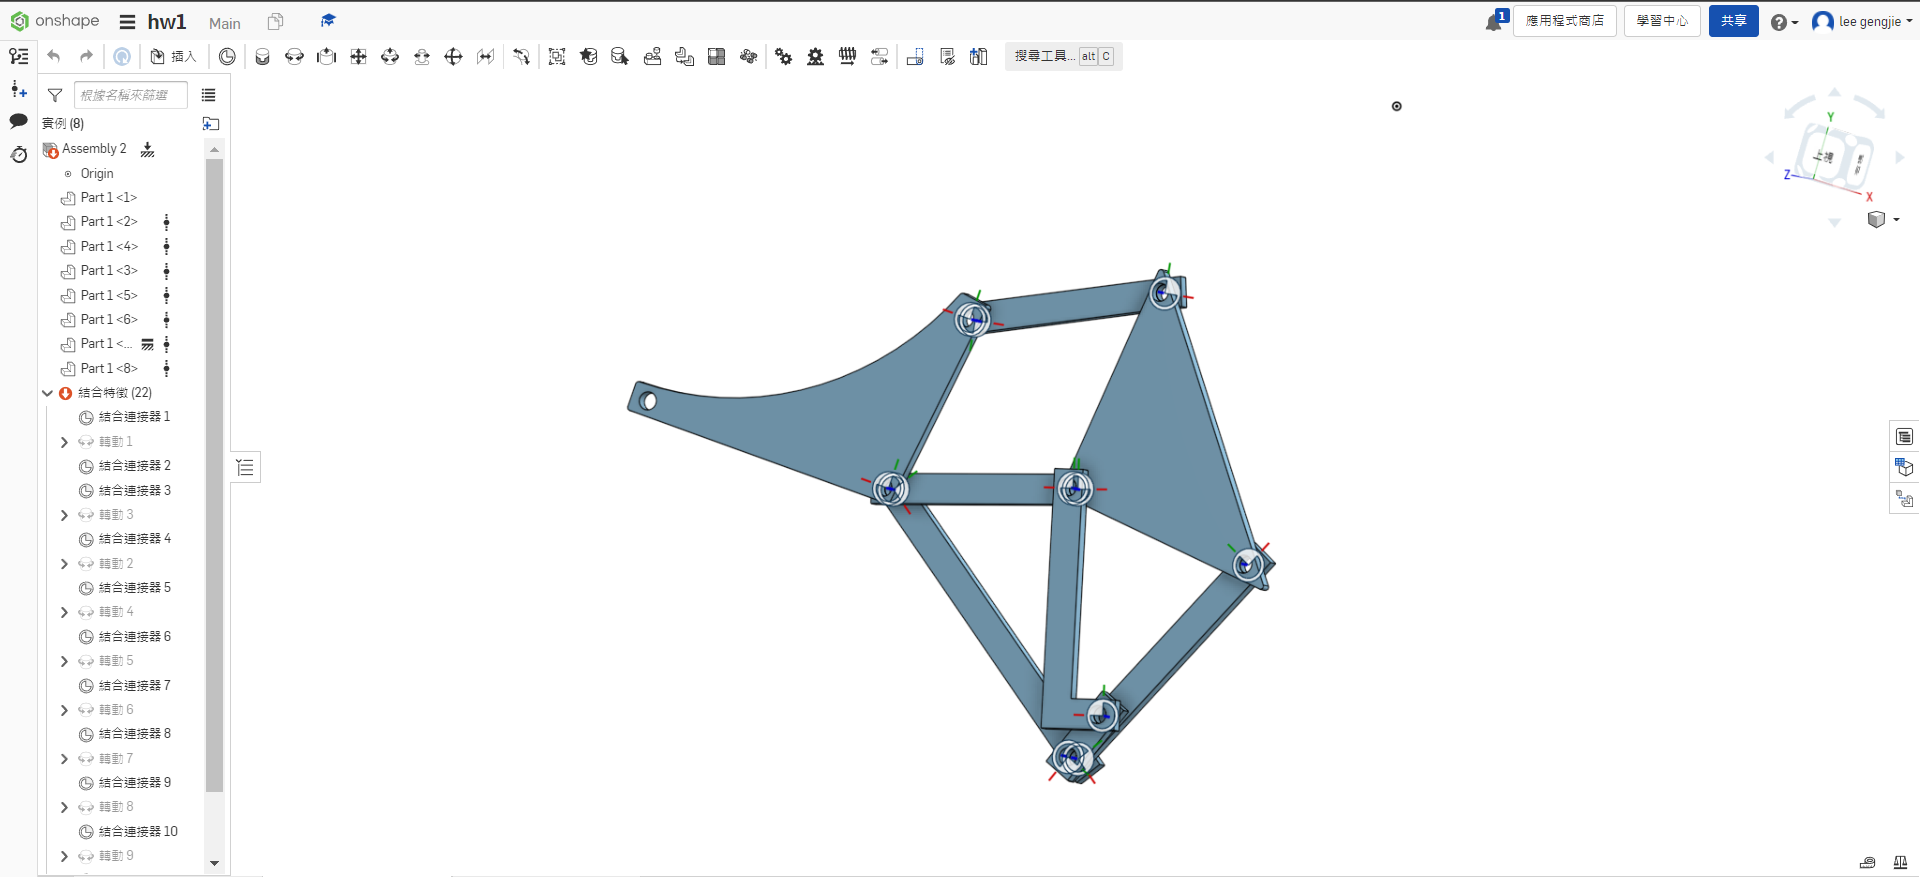 onshape
hw1
Main
1
應用程式商店
學習中心
共享
lee gengjie
插入
搜尋工具... alt C
根據名稱來篩選
實例 (8)
Assembly 2
Origin
Part 1 <1>
Part 1 <2>
Part 1 <4>
Part 1 <3>
Part 1 <5>
Part 1 <6>
Part 1 <...
Part 1 <8>
結合特徵 (22)
結合連接器 1
轉動 1
結合連接器 2
結合連接器 3
轉動 3
結合連接器 4
轉動 2
結合連接器 5
轉動 4
結合連接器 6
轉動 5
結合連接器 7
轉動 6
結合連接器 8
轉動 7
結合連接器 9
轉動 8
結合連接器 10
轉動 9
Y
Z
X